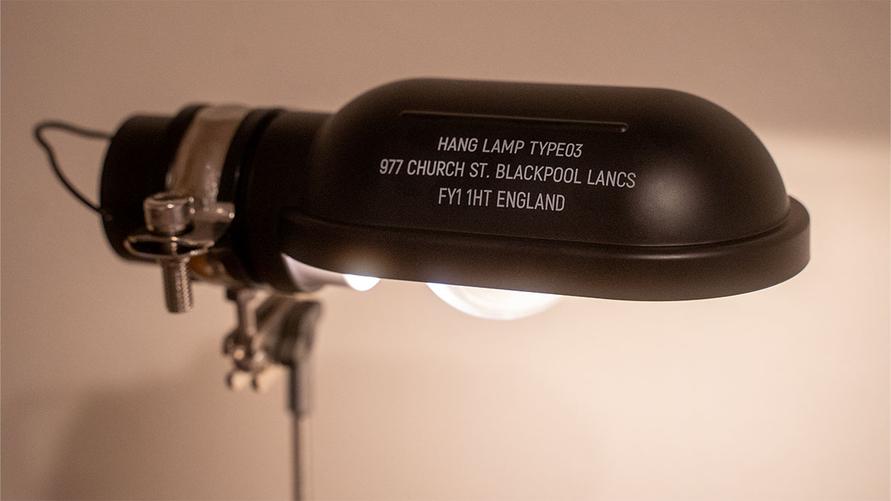 HANG LAMP TYPE03
977 CHURCH ST. BLACKPOOL LANCS
FY1 1HT ENGLAND